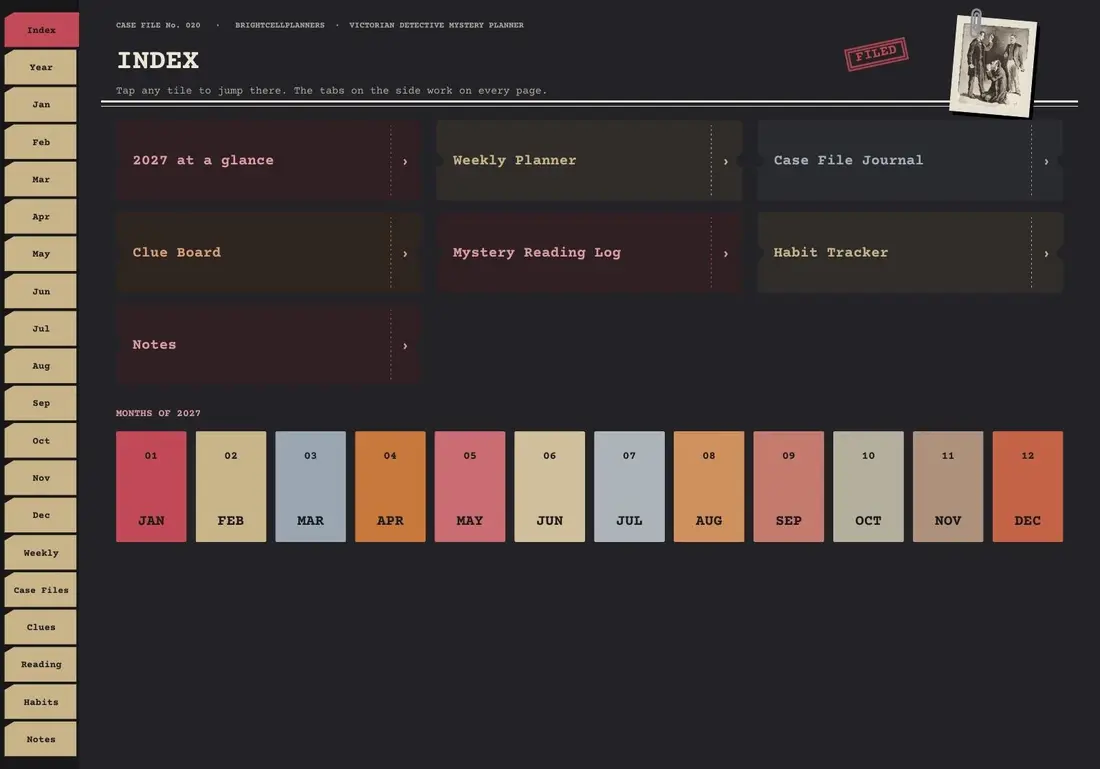 Index
Year
Jan
Feb
Mar
Apr
May
Jun
Jul
Aug
Sep
Oct
Nov
Dec
Weekly
Case Files
Clues
Reading
Habits
Notes
CASE FILE No. 020 · BRIGHTCELLPLANNERS · VICTORIAN DETECTIVE MYSTERY PLANNER
INDEX
Tap any tile to jump there. The tabs on the side work on every page.
FILED
2027 at a glance ›
Weekly Planner ›
Case File Journal ›
Clue Board ›
Mystery Reading Log ›
Habit Tracker ›
Notes ›
MONTHS OF 2027
01
JAN
02
FEB
03
MAR
04
APR
05
MAY
06
JUN
07
JUL
08
AUG
09
SEP
10
OCT
11
NOV
12
DEC